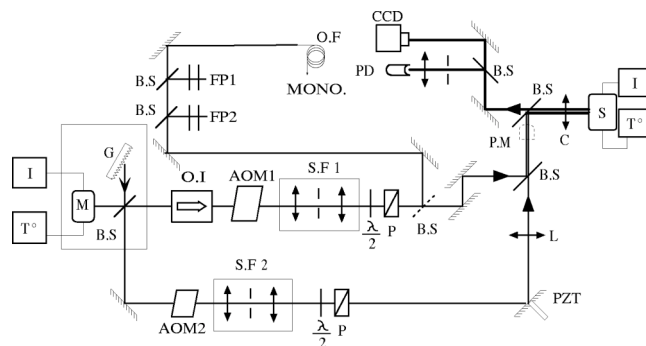 CCD
O.F
B.S
FP1
MONO.
PD
B.S
B.S
I
B.S
FP2
S
T°
P.M
C
G
O.I
AOM1
S.F 1
I
M
B.S
T°
B.S
λ/2 P
B.S
S.F 2
L
PZT
AOM2
λ/2 P